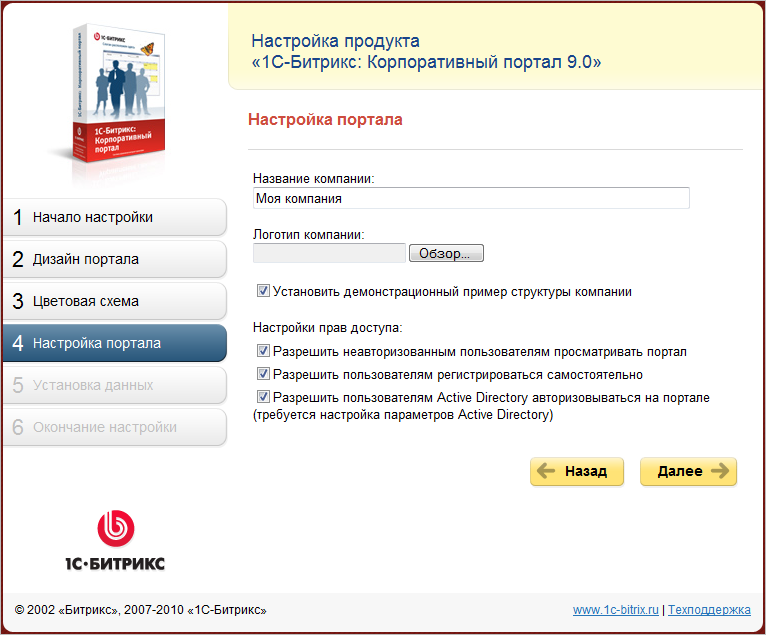 1С-БИТРИКС
1С-Битрикс:
Корпоративный
портал
Настройка продукта
«1С-Битрикс: Корпоративный портал 9.0»
Настройка портала
1 Начало настройки
2 Дизайн портала
3 Цветовая схема
4 Настройка портала
5 Установка данных
6 Окончание настройки
Название компании:
Моя компания
Логотип компании:
Обзор...
Установить демонстрационный пример структуры компании
Настройки прав доступа:
Разрешить неавторизованным пользователям просматривать портал
Разрешить пользователям регистрироваться самостоятельно
Разрешить пользователям Active Directory авторизовываться на портале
(требуется настройка параметров Active Directory)
Назад
Далее
1С·БИТРИКС
© 2002 «Битрикс», 2007-2010 «1С-Битрикс»
www.1c-bitrix.ru | Техподдержка